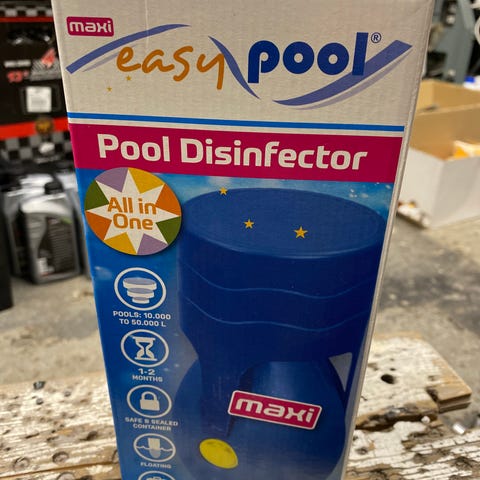 maxi
easy pool®
Pool Disinfector
All in
One
POOLS: 10.000
TO 50.000 L
1-2
MONTHS
SAFE & SEALED
CONTAINER
FLOATING
maxi